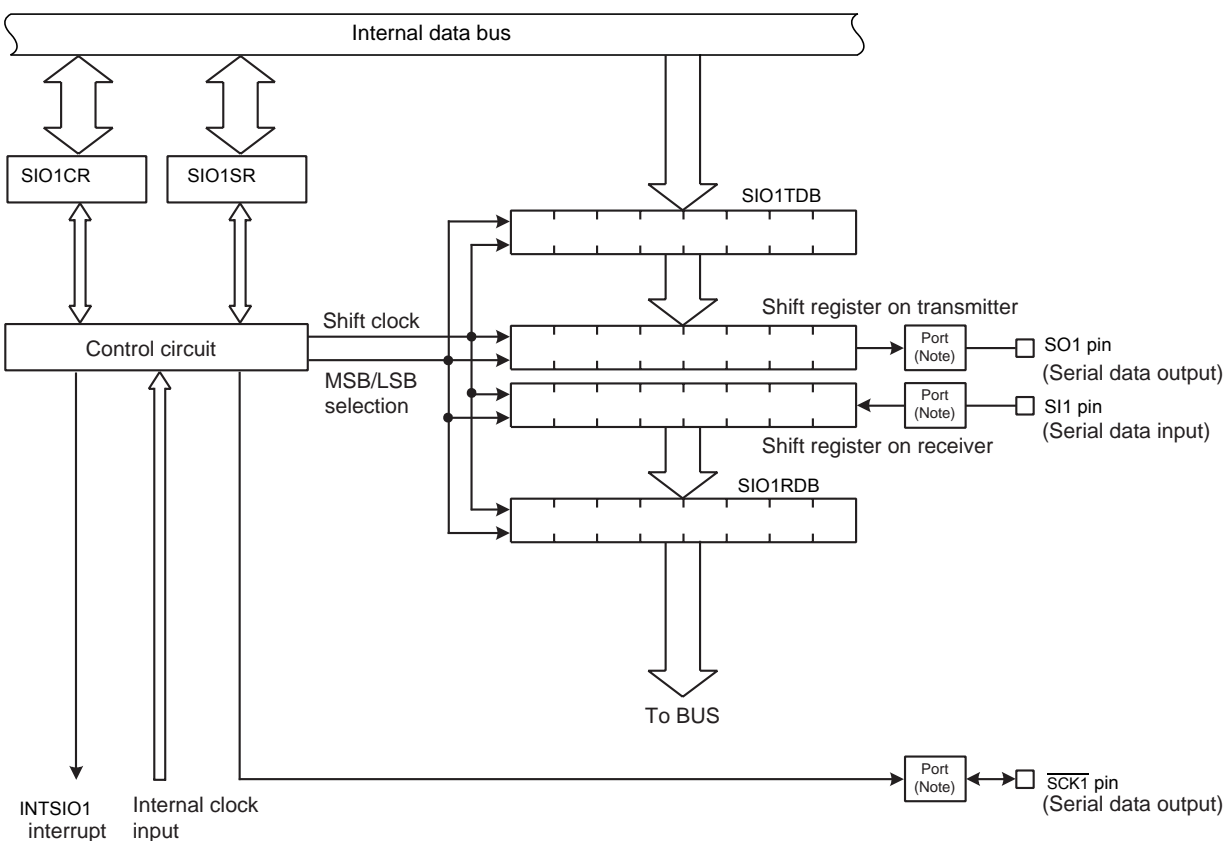 Internal data bus
SIO1CR
SIO1SR
SIO1TDB
Shift register on transmitter
Shift clock
Control circuit
MSB/LSB
selection
Port
(Note)
SO1 pin
(Serial data output)
Port
(Note)
SI1 pin
(Serial data input)
Shift register on receiver
SIO1RDB
To BUS
Port
(Note)
SCK1 pin
(Serial data output)
INTSIO1
interrupt
Internal clock
input